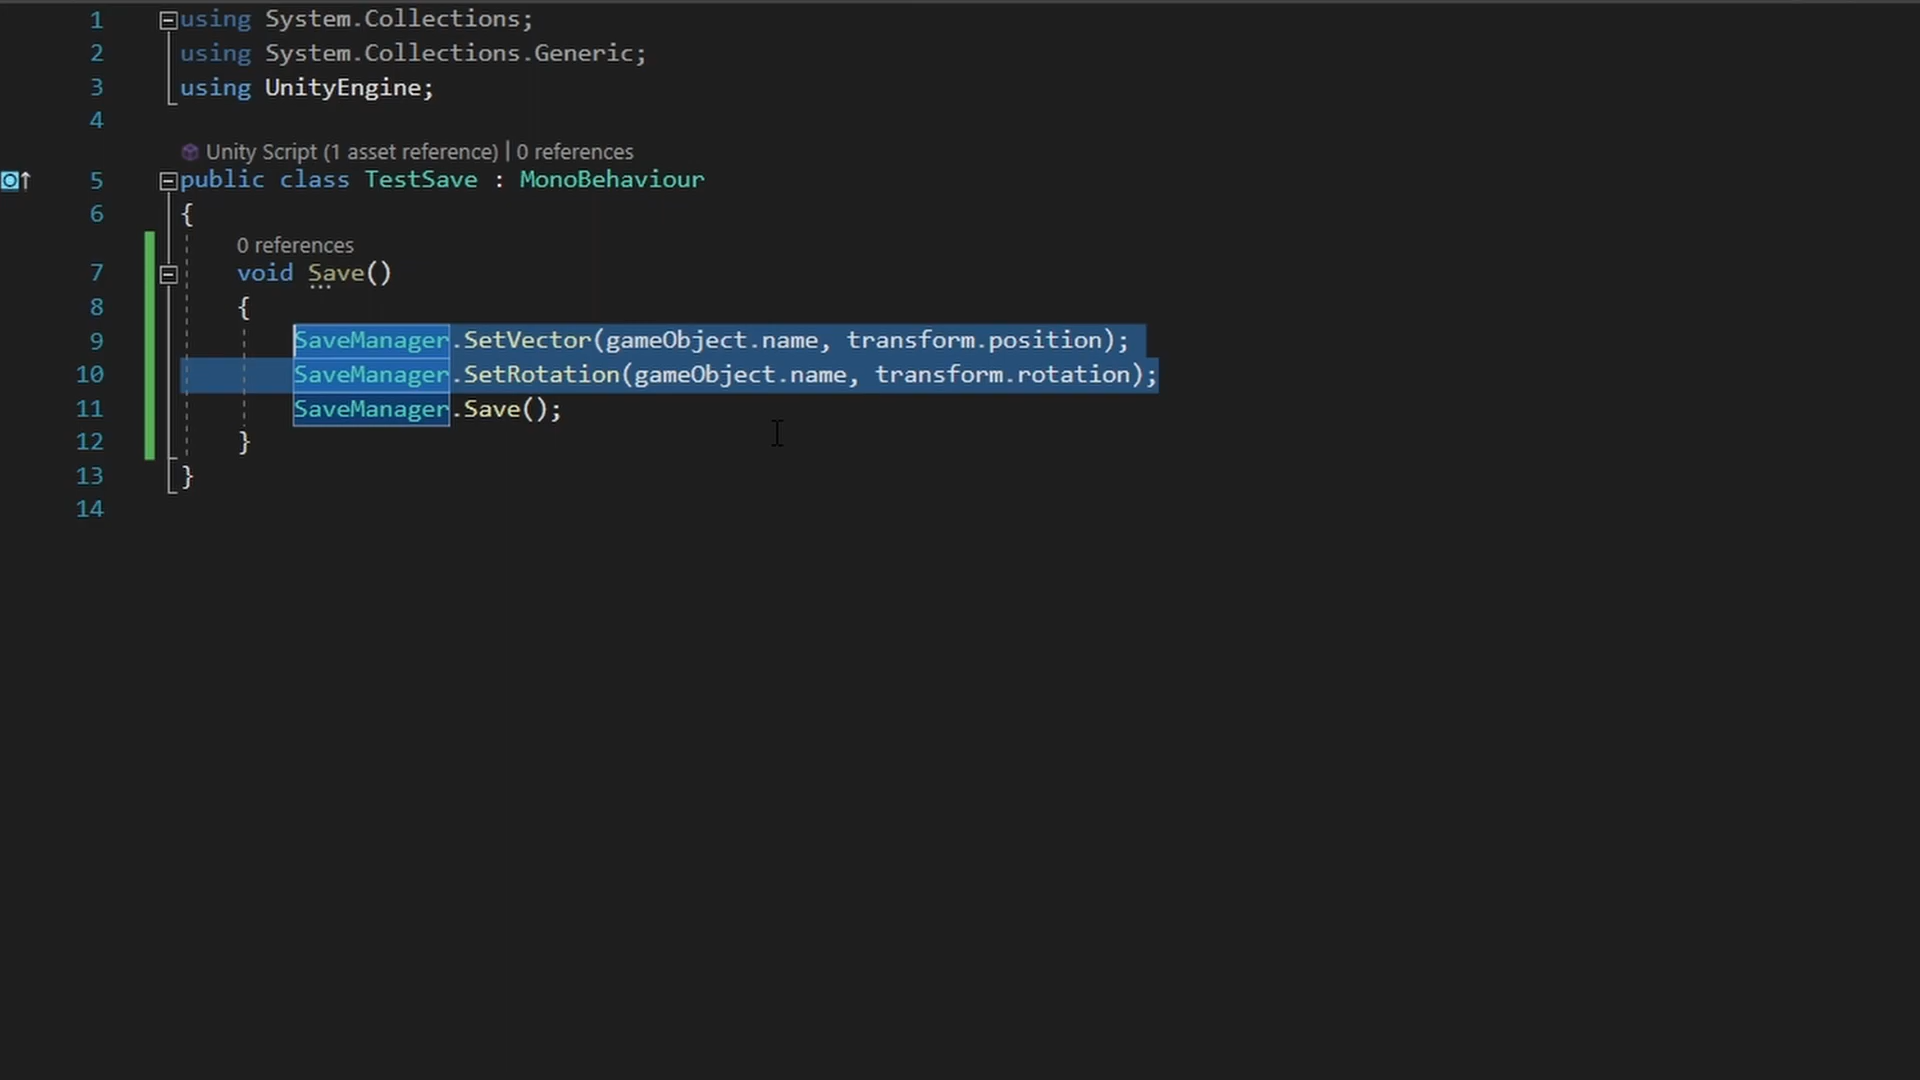 1 using System.Collections;
2 using System.Collections.Generic;
3 using UnityEngine;
4
Unity Script (1 asset reference) | 0 references
5 public class TestSave : MonoBehaviour
6 {
0 references
7 void Save()
8 {
9 SaveManager.SetVector(gameObject.name, transform.position);
10 SaveManager.SetRotation(gameObject.name, transform.rotation);
11 SaveManager.Save();
12 }
13 }
14